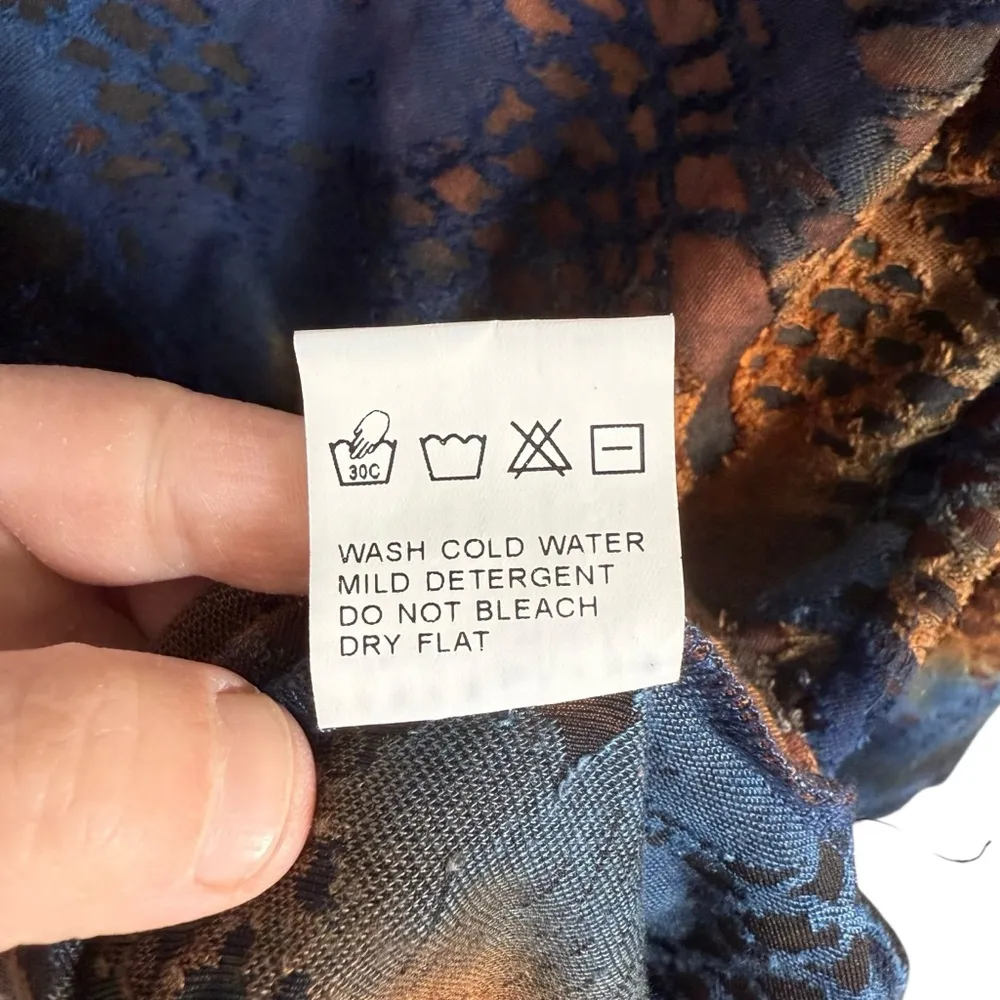 30C
WASH COLD WATER
MILD DETERGENT
DO NOT BLEACH
DRY FLAT